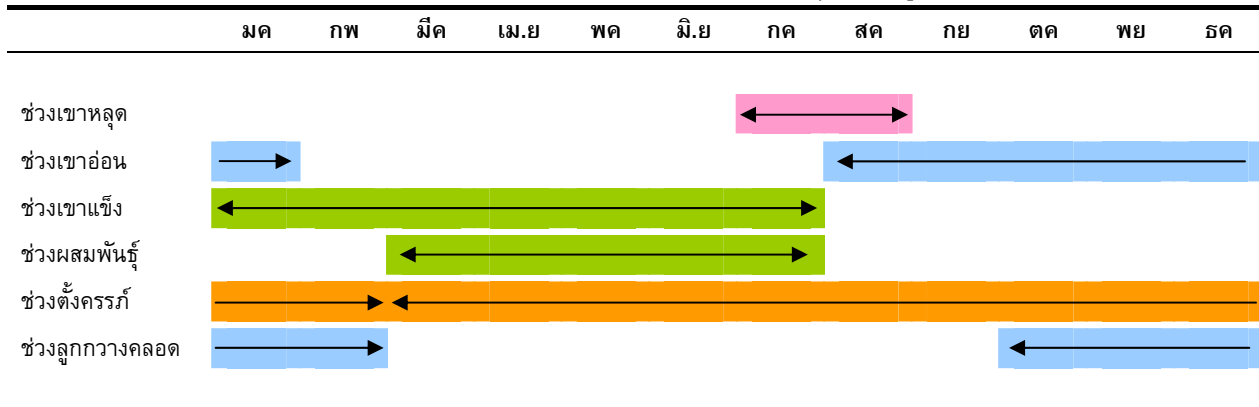 มค กพ มีค เม.ย พค มิ.ย กค สค กย ตค พย ธค
ช่วงเขาหลุด
ช่วงเขาอ่อน
ช่วงเขาแข็ง
ช่วงผสมพันธุ์
ช่วงตั้งครรภ์
ช่วงลูกกวางคลอด